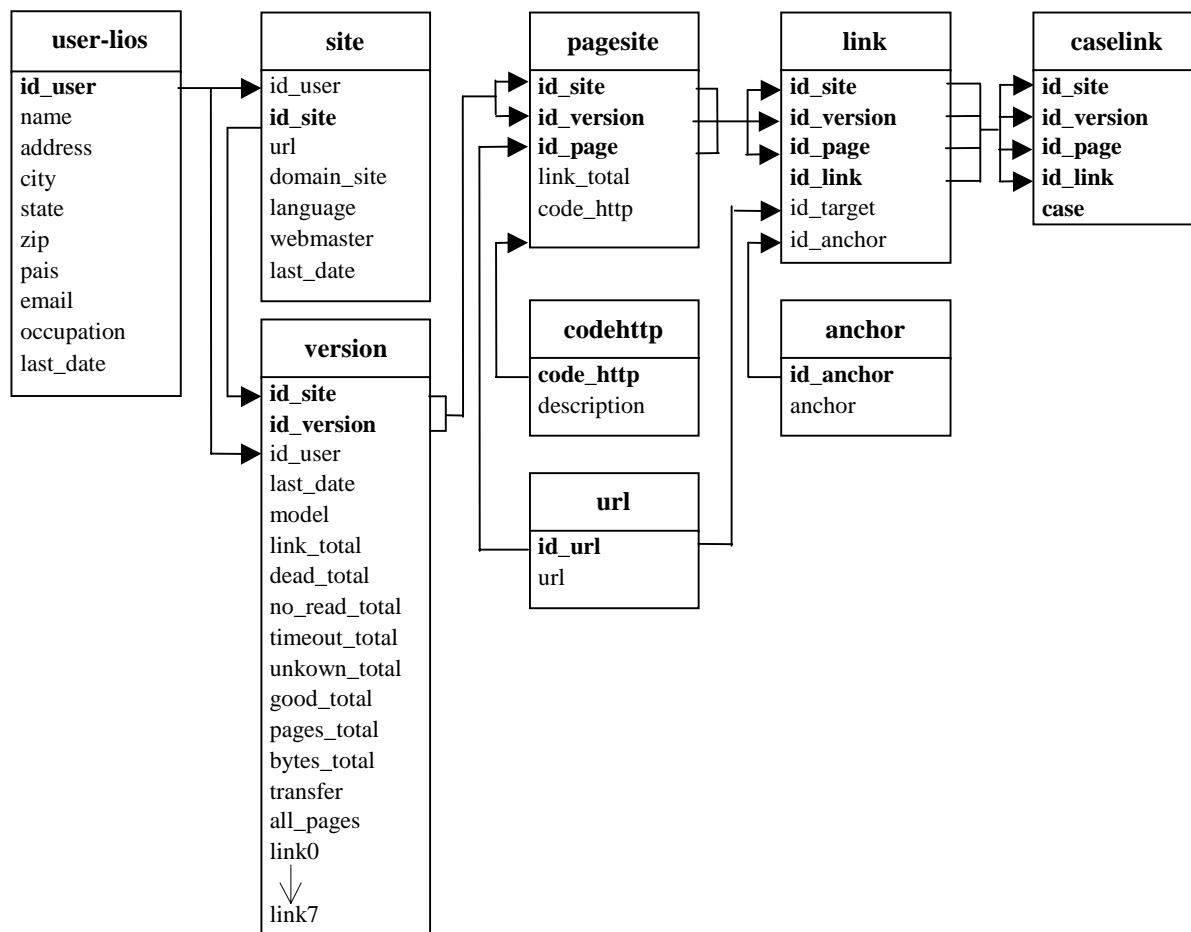 user-lios
id_user
name
address
city
state
zip
pais
email
occupation
last_date
site
id_user
id_site
url
domain_site
language
webmaster
last_date
version
id_site
id_version
id_user
last_date
model
link_total
dead_total
no_read_total
timeout_total
unkown_total
good_total
pages_total
bytes_total
transfer
all_pages
link0
link7
pagesite
id_site
id_version
id_page
link_total
code_http
codehttp
code_http
description
url
id_url
url
link
id_site
id_version
id_page
id_link
id_target
id_anchor
anchor
id_anchor
anchor
caselink
id_site
id_version
id_page
id_link
case